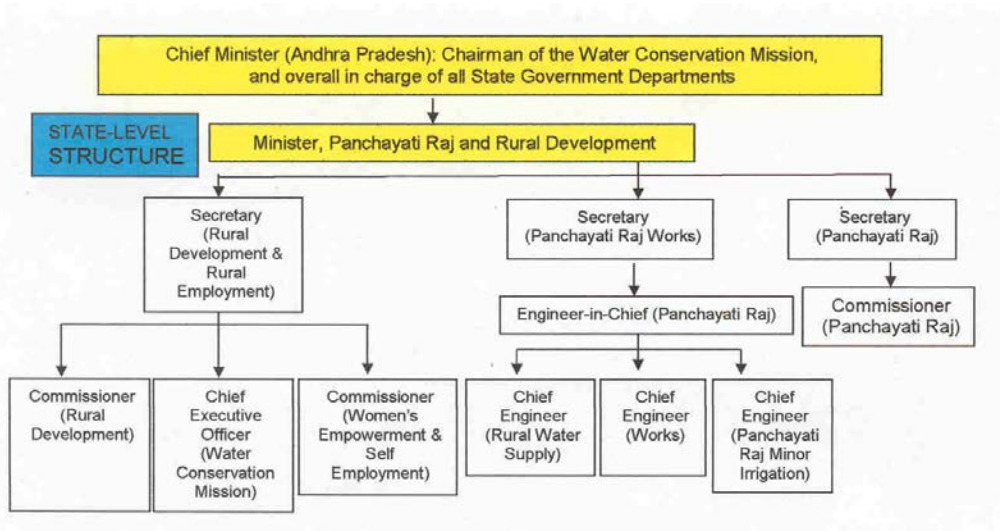 Chief Minister (Andhra Pradesh): Chairman of the Water Conservation Mission,
and overall in charge of all State Government Departments
STATE-LEVEL
STRUCTURE
Minister, Panchayati Raj and Rural Development
Secretary
(Rural
Development &
Rural
Employment)
Secretary
(Panchayati Raj Works)
Secretary
(Panchayati Raj)
Engineer-in-Chief (Panchayati Raj)
Commissioner
(Panchayati Raj)
Commissioner
(Rural
Development)
Chief
Executive
Officer
(Water
Conservation
Mission)
Commissioner
(Women's
Empowerment &
Self
Employment)
Chief
Engineer
(Rural Water
Supply)
Chief
Engineer
(Works)
Chief
Engineer
(Panchayati
Raj Minor
Irrigation)